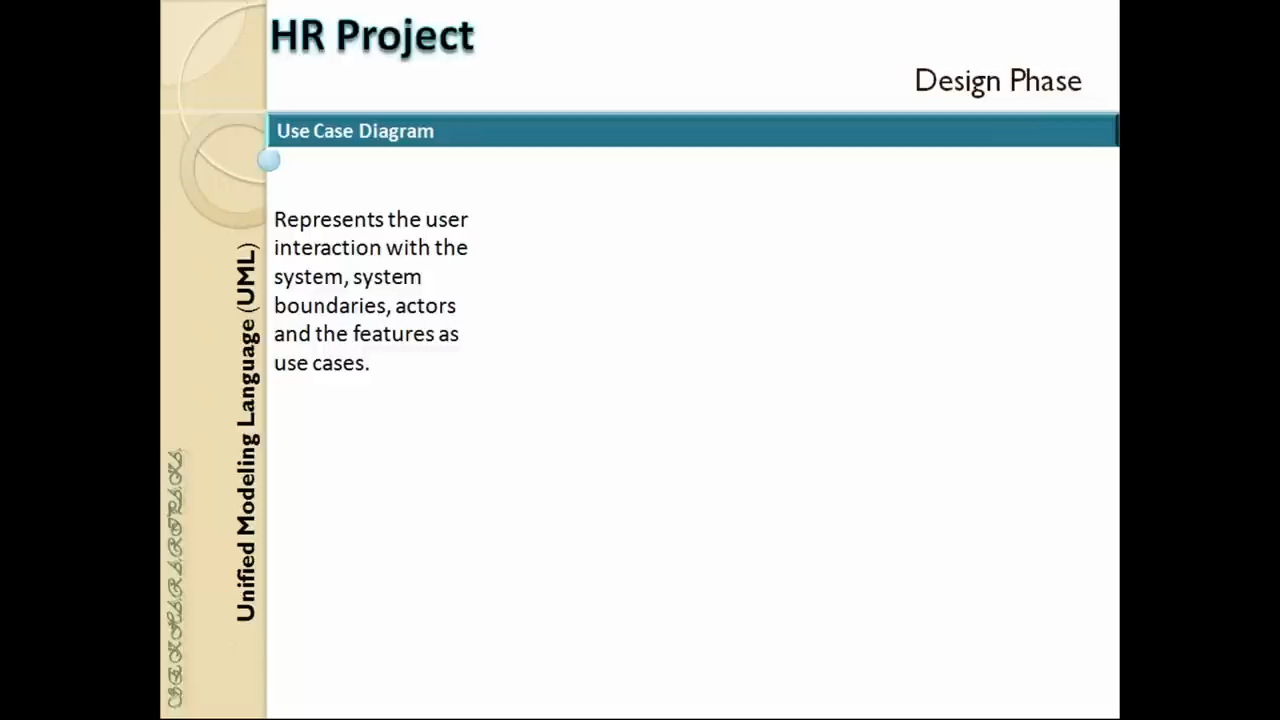 HR Project
Design Phase
Use Case Diagram
Represents the user
interaction with the
system, system
boundaries, actors
and the features as
use cases.
Unified Modeling Language (UML)